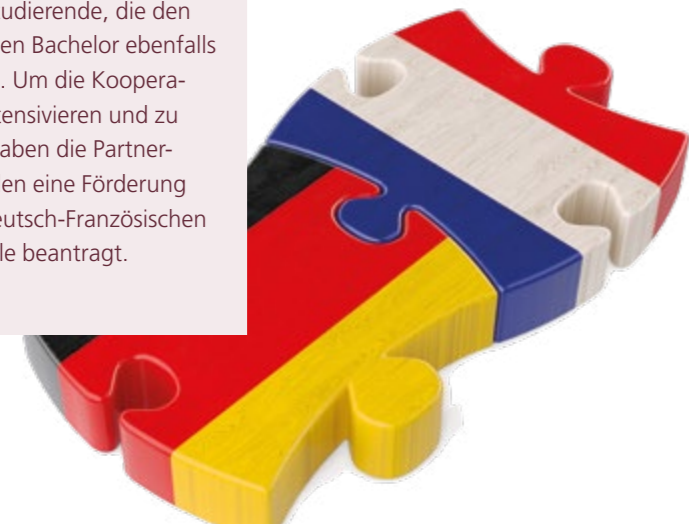 udierende, die den
en Bachelor ebenfalls
. Um die Koopera-
tensivieren und zu
aben die Partner-
en eine Förderung
eutsch-Französischen
le beantragt.